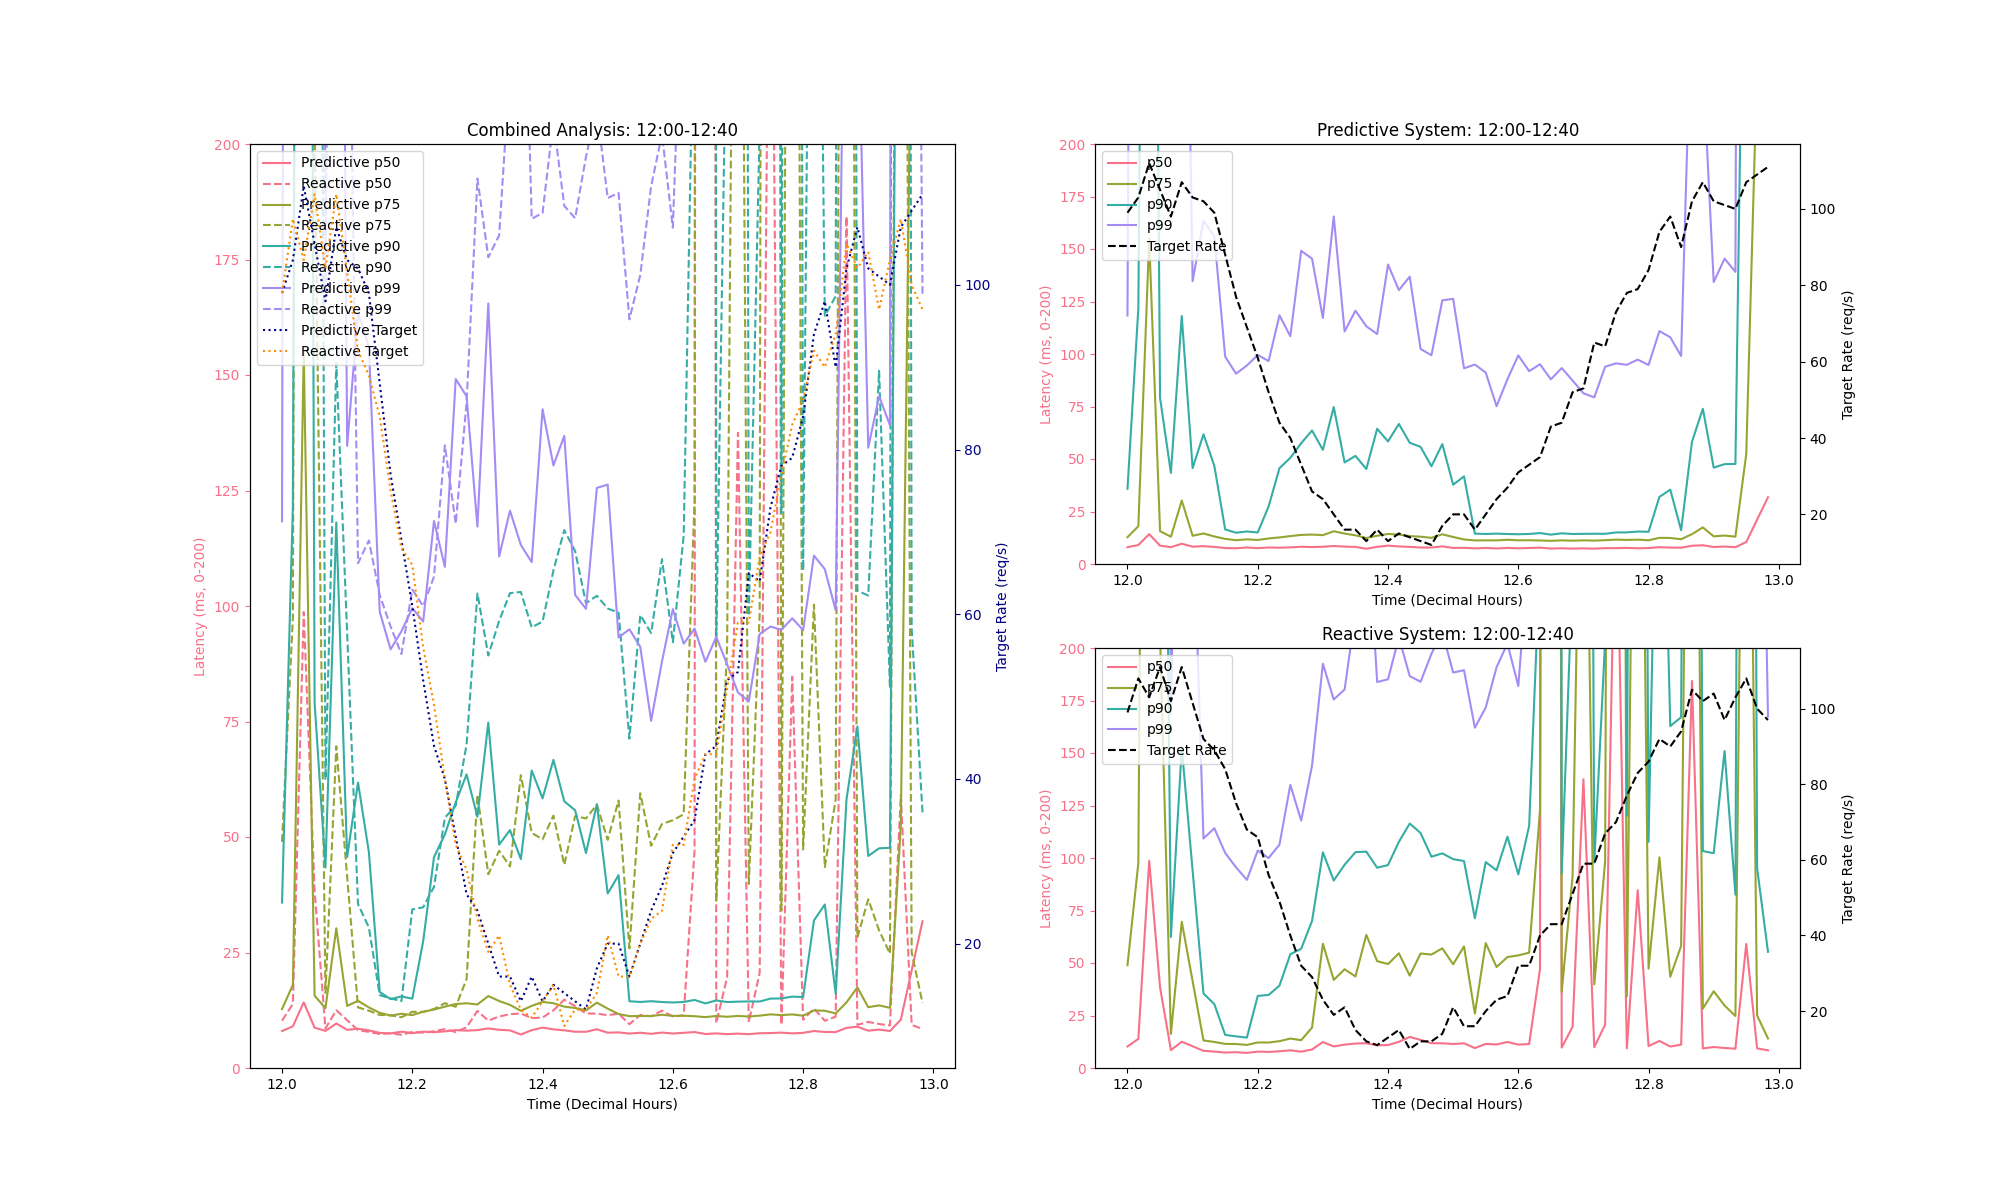 Combined Analysis: 12:00-12:40
200
175
150
125
100
75
50
25
0
Latency (ms, 0-200)
Predictive p50
Reactive p50
Predictive p75
Reactive p75
Predictive p90
Reactive p90
Predictive p99
Reactive p99
Predictive Target
Reactive Target
100
80
60
40
20
Target Rate (req/s)
12.0 12.2 12.4 12.6 12.8 13.0
Time (Decimal Hours)
Predictive System: 12:00-12:40
200
175
150
125
100
75
50
25
0
Latency (ms, 0-200)
p50
p75
p90
p99
Target Rate
100
80
60
40
20
Target Rate (req/s)
12.0 12.2 12.4 12.6 12.8 13.0
Time (Decimal Hours)
Reactive System: 12:00-12:40
200
175
150
125
100
75
50
25
0
Latency (ms, 0-200)
p50
p75
p90
p99
Target Rate
100
80
60
40
20
Target Rate (req/s)
12.0 12.2 12.4 12.6 12.8 13.0
Time (Decimal Hours)